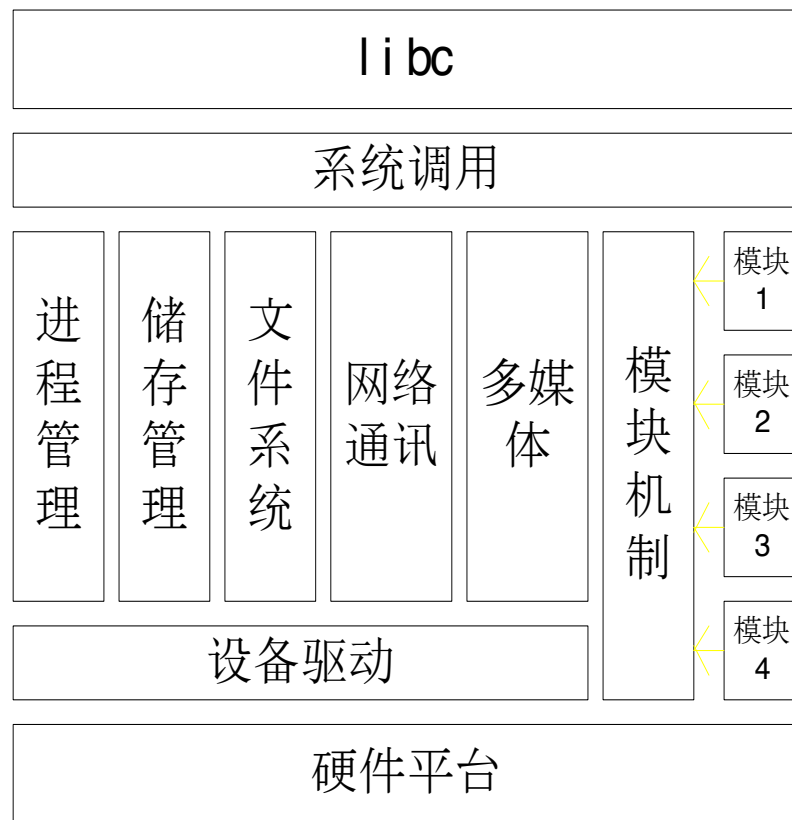 libc
系统调用
进程管理
储存管理
文件系统
网络
通讯
多媒
体
模块机制
模块
1
模块
2
模块
3
模块
4
设备驱动
硬件平台